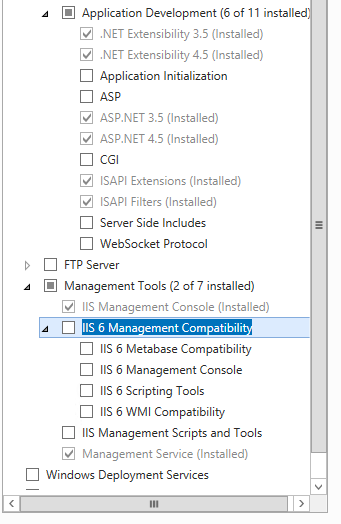 Application Development (6 of 11 installed)
.NET Extensibility 3.5 (Installed)
.NET Extensibility 4.5 (Installed)
Application Initialization
ASP
ASP.NET 3.5 (Installed)
ASP.NET 4.5 (Installed)
CGI
ISAPI Extensions (Installed)
ISAPI Filters (Installed)
Server Side Includes
WebSocket Protocol
FTP Server
Management Tools (2 of 7 installed)
IIS Management Console (Installed)
IIS 6 Management Compatibility
IIS 6 Metabase Compatibility
IIS 6 Management Console
IIS 6 Scripting Tools
IIS 6 WMI Compatibility
IIS Management Scripts and Tools
Management Service (Installed)
Windows Deployment Services